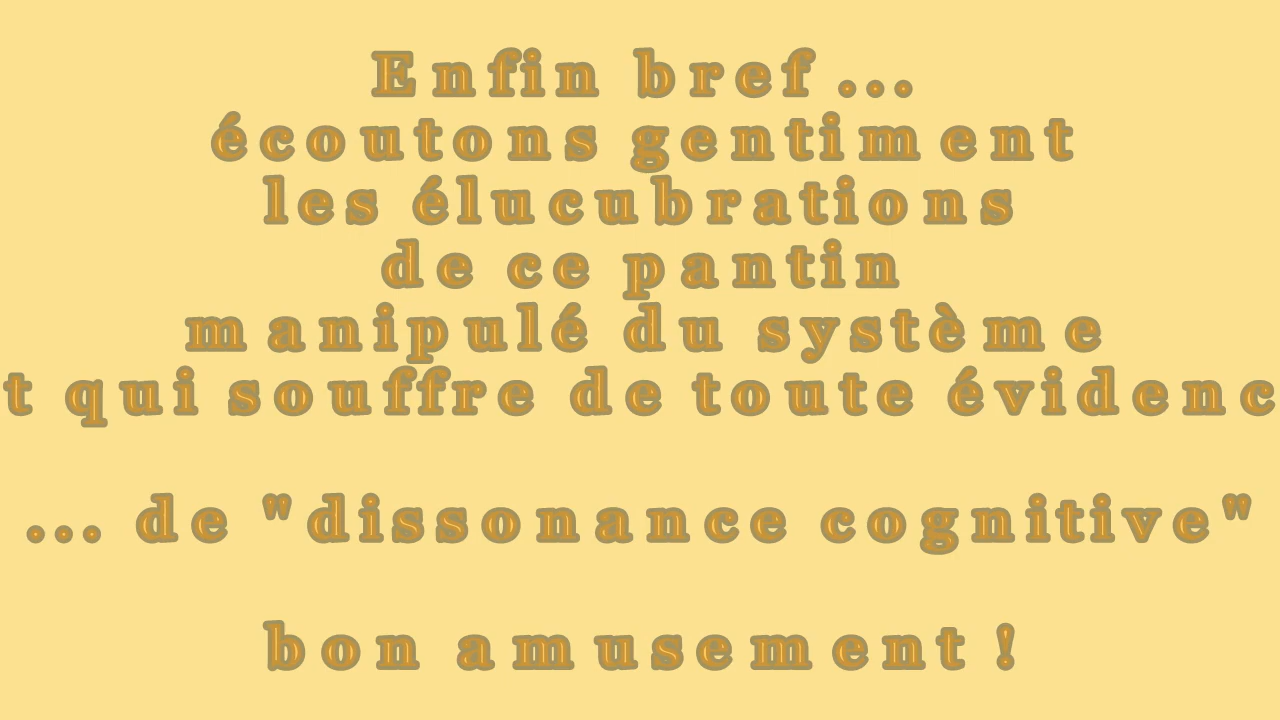 Enfin bref ...
écoutons gentiment
les élucubrations
de ce pantin
manipulé du système
t qui souffre de toute évidenc
... de "dissonance cognitive"
bon amusement !